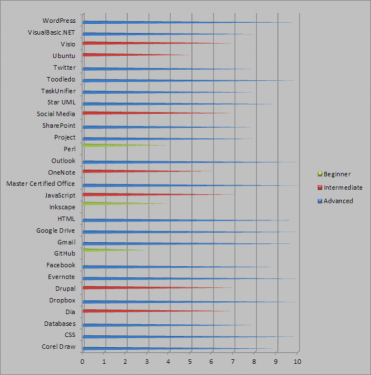 WordPress
VisualBasic.NET
Visio
Ubuntu
Twitter
Toodledo
TaskUnifier
Star UML
Social Media
SharePoint
Project
Perl
Outlook
OneNote
Master Certified Office
JavaScript
Inkscape
HTML
Google Drive
Gmail
GitHub
Facebook
Evernote
Drupal
Dropbox
Dia
Databases
CSS
Corel Draw
0 1 2 3 4 5 6 7 8 9 10
Beginner
Intermediate
Advanced